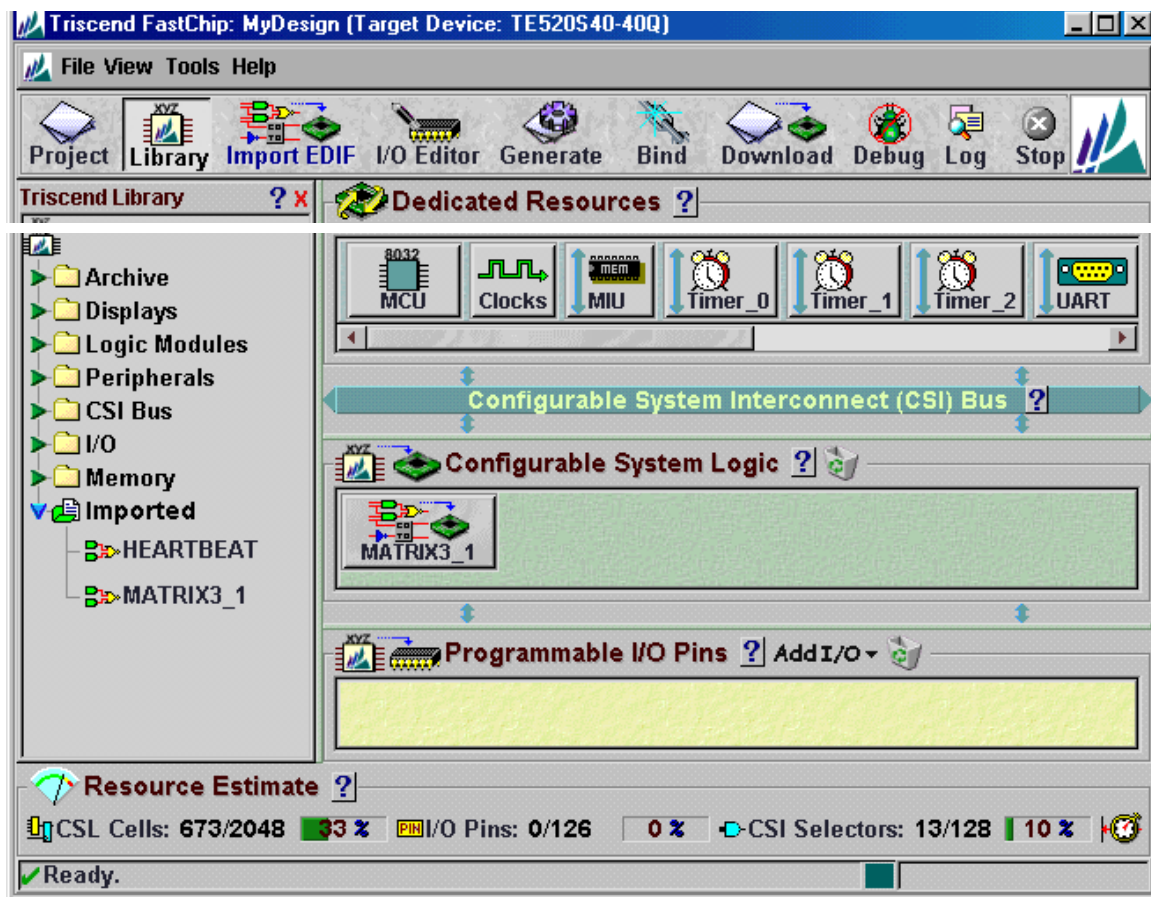 Triscend FastChip: MyDesign (Target Device: TE520S40-40Q)
File View Tools Help
Project Library Import EDIF I/O Editor Generate Bind Download Debug Log Stop
Triscend Library ? X
Dedicated Resources ?
Archive
Displays
Logic Modules
Peripherals
CSI Bus
I/O
Memory
Imported
HEARTBEAT
MATRIX3_1
8032
MCU Clocks MIU Timer_0 Timer_1 Timer_2 UART
mem
Configurable System Interconnect (CSI) Bus ?
XYZ Configurable System Logic ?
MATRIX3_1
XYZ Programmable I/O Pins ? Add I/O
Resource Estimate ?
CSL Cells: 673/2048 33 % PIN I/O Pins: 0/126 0 % CSI Selectors: 13/128 10 %
Ready.